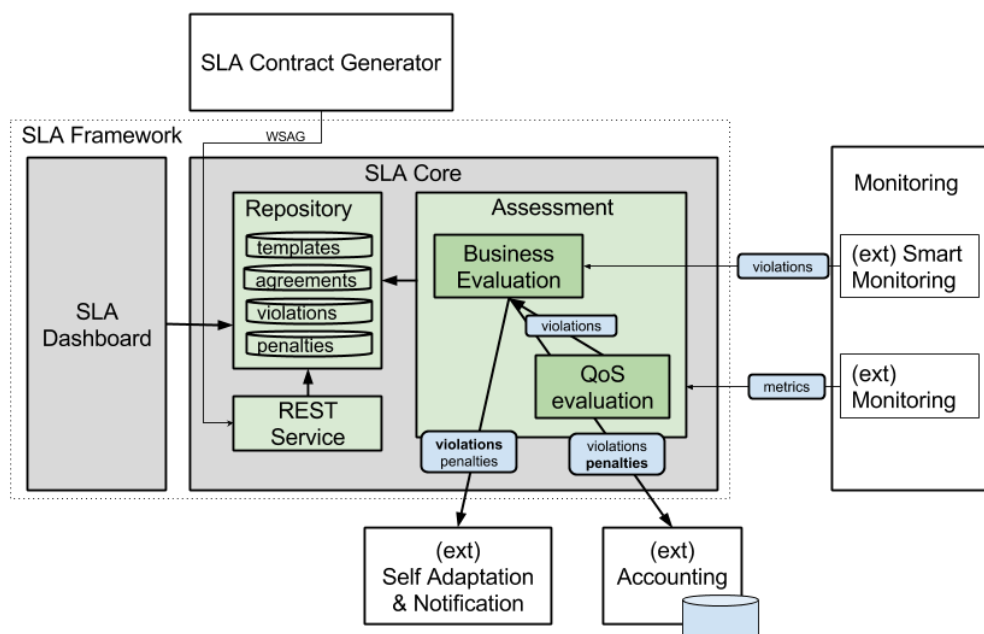 SLA Contract Generator
SLA Framework
WSAG
SLA Core
Monitoring
Repository
Assessment
templates
agreements
violations
penalties
Business
Evaluation
violations
(ext) Smart
Monitoring
SLA
Dashboard
violations
QoS
evaluation
metrics
(ext)
Monitoring
REST
Service
violations
penalties
violations
penalties
(ext)
Self Adaptation
& Notification
(ext)
Accounting